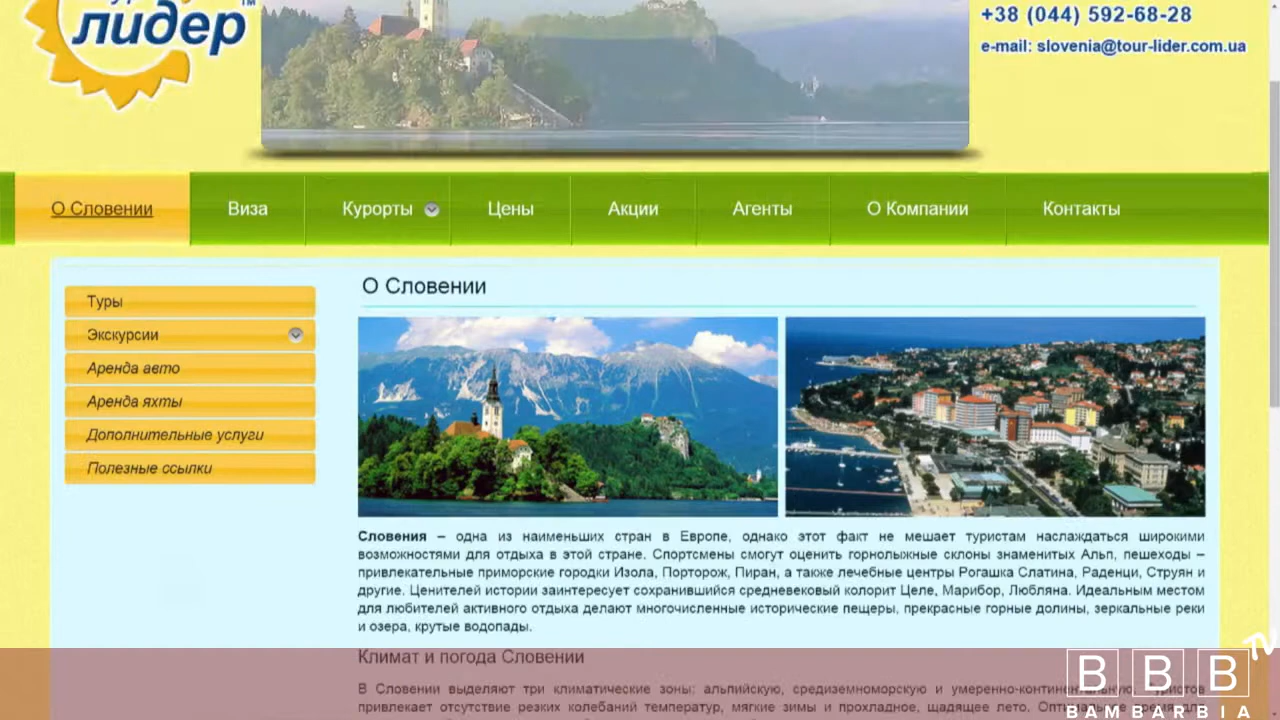 лидер™
+38 (044) 592-68-28
e-mail: slovenia@tour-lider.com.ua
О Словении Виза Курорты Цены Акции Агенты О Компании Контакты
Туры
Экскурсии
Аренда авто
Аренда яхты
Дополнительные услуги
Полезные ссылки
О Словении
Словения – одна из наименьших стран в Европе, однако этот факт не мешает туристам наслаждаться широкими
возможностями для отдыха в этой стране. Спортсмены смогут оценить горнолыжные склоны знаменитых Альп, пешеходы –
привлекательные приморские городки Изола, Порторож, Пиран, а также лечебные центры Рогашка Слатина, Раденци, Струян и
другие. Ценителей истории заинтересует сохранившийся средневековый колорит Целе, Марибор, Любляна. Идеальным местом
для любителей активного отдыха делают многочисленные исторические пещеры, прекрасные горные долины, зеркальные реки
и озера, крутые водопады.
Климат и погода Словении
В Словении выделяют три климатические зоны: альпийскую, средиземноморскую и умеренно-континентальную. Туристов
привлекает отсутствие резких колебаний температур, мягкие зимы и прохладное, щадящее лето.
BBB TV
BAMBARBIA